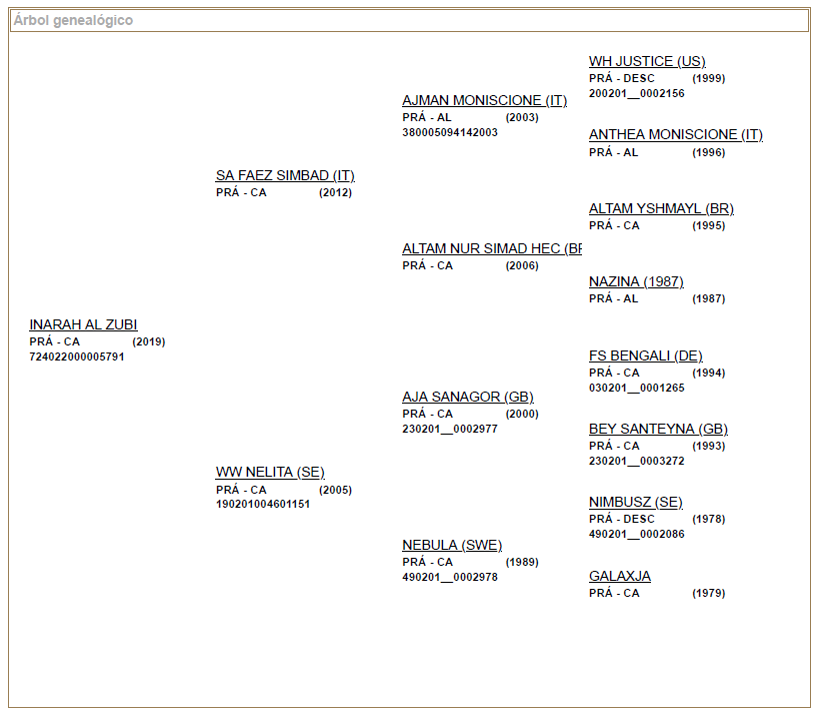 Árbol genealógico
WH JUSTICE (US)
PRÁ - DESC (1999)
200201__0002156
AJMAN MONISCIONE (IT)
PRÁ - AL (2003)
380005094142003
ANTHEA MONISCIONE (IT)
PRÁ - AL (1996)
SA FAEZ SIMBAD (IT)
PRÁ - CA (2012)
ALTAM YSHMAYL (BR)
PRÁ - CA (1995)
ALTAM NUR SIMAD HEC (BR
PRÁ - CA (2006)
NAZINA (1987)
PRÁ - AL (1987)
INARAH AL ZUBI
PRÁ - CA (2019)
724022000005791
FS BENGALI (DE)
PRÁ - CA (1994)
030201__0001265
AJA SANAGOR (GB)
PRÁ - CA (2000)
230201__0002977
BEY SANTEYNA (GB)
PRÁ - CA (1993)
230201__0003272
WW NELITA (SE)
PRÁ - CA (2005)
190201004601151
NIMBUSZ (SE)
PRÁ - DESC (1978)
490201__0002086
NEBULA (SWE)
PRÁ - CA (1989)
490201__0002978
GALAXJA
PRÁ - CA (1979)